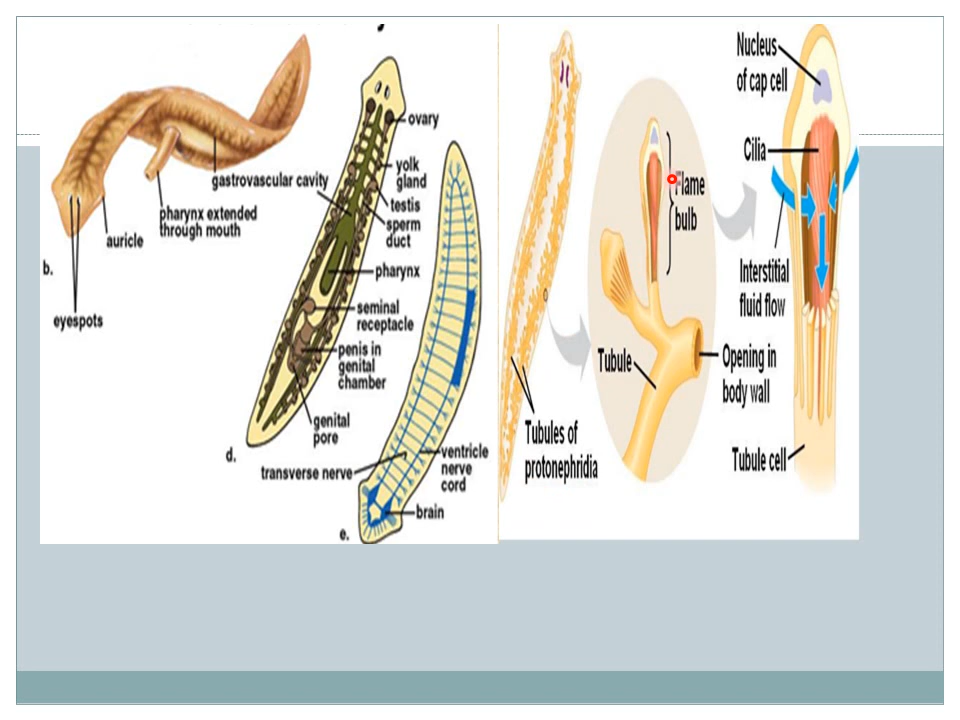 ovary
yolk
gland
gastrovascular cavity
testis
pharynx extended
through mouth
sperm
duct
auricle
b.
pharynx
seminal
receptacle
eyespots
penis in
genital
chamber
genital
pore
d.
transverse nerve
ventricle
nerve
cord
brain
e.
Nucleus
of cap cell
Cilia
Flame
bulb
Interstitial
fluid flow
Tubule
Opening in
body wall
Tubules of
protonephridia
Tubule cell